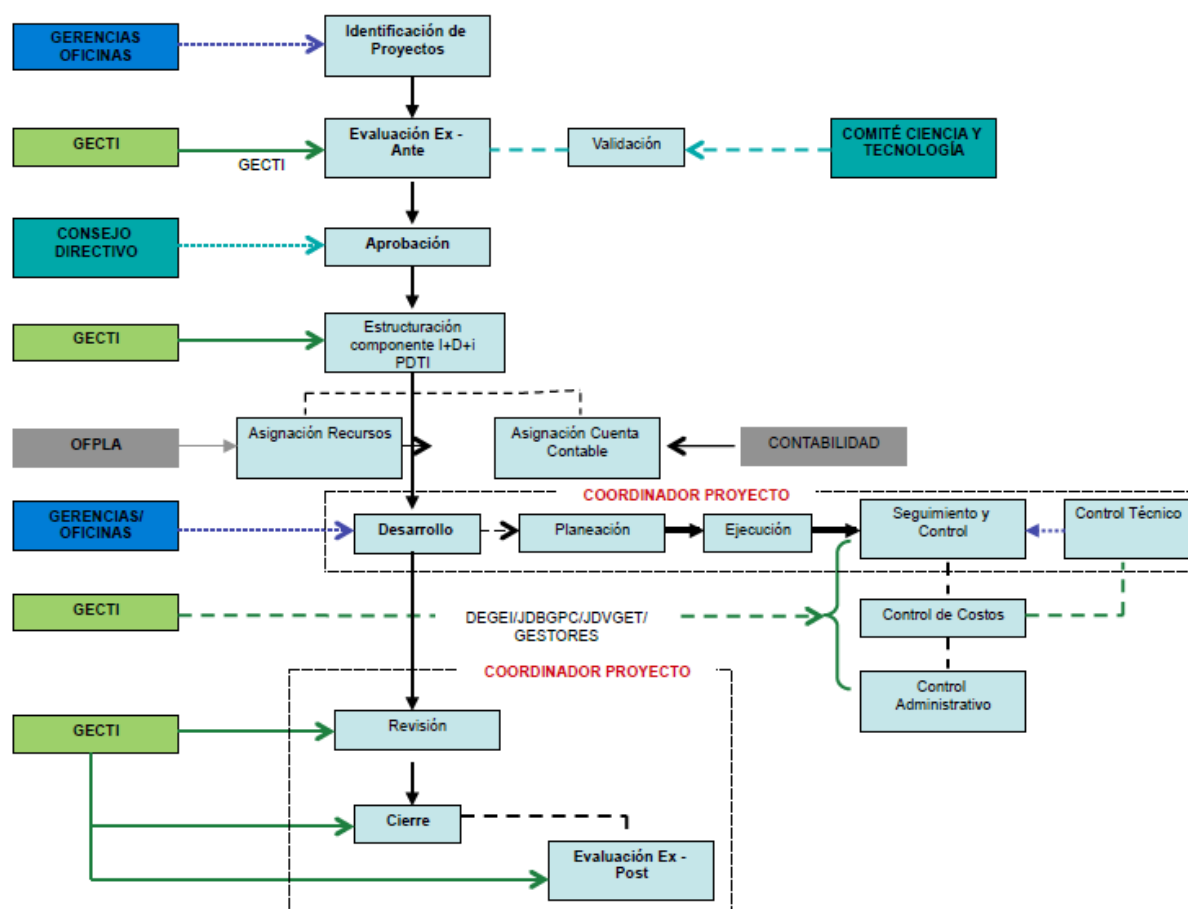 GERENCIAS
OFICINAS
Identificación de
Proyectos
GECTI
GECTI
Evaluación Ex -
Ante
Validación
COMITÉ CIENCIA Y
TECNOLOGÍA
CONSEJO
DIRECTIVO
Aprobación
GECTI
Estructuración
componente I+D+i
PDTI
OFPLA
Asignación Recursos
Asignación Cuenta
Contable
CONTABILIDAD
COORDINADOR PROYECTO
GERENCIAS/
OFICINAS
Desarrollo
Planeación
Ejecución
Seguimiento y
Control
Control Técnico
GECTI
DEGEI/JDBGPC/JDVGET/
GESTORES
Control de Costos
COORDINADOR PROYECTO
Control
Administrativo
GECTI
Revisión
Cierre
Evaluación Ex -
Post